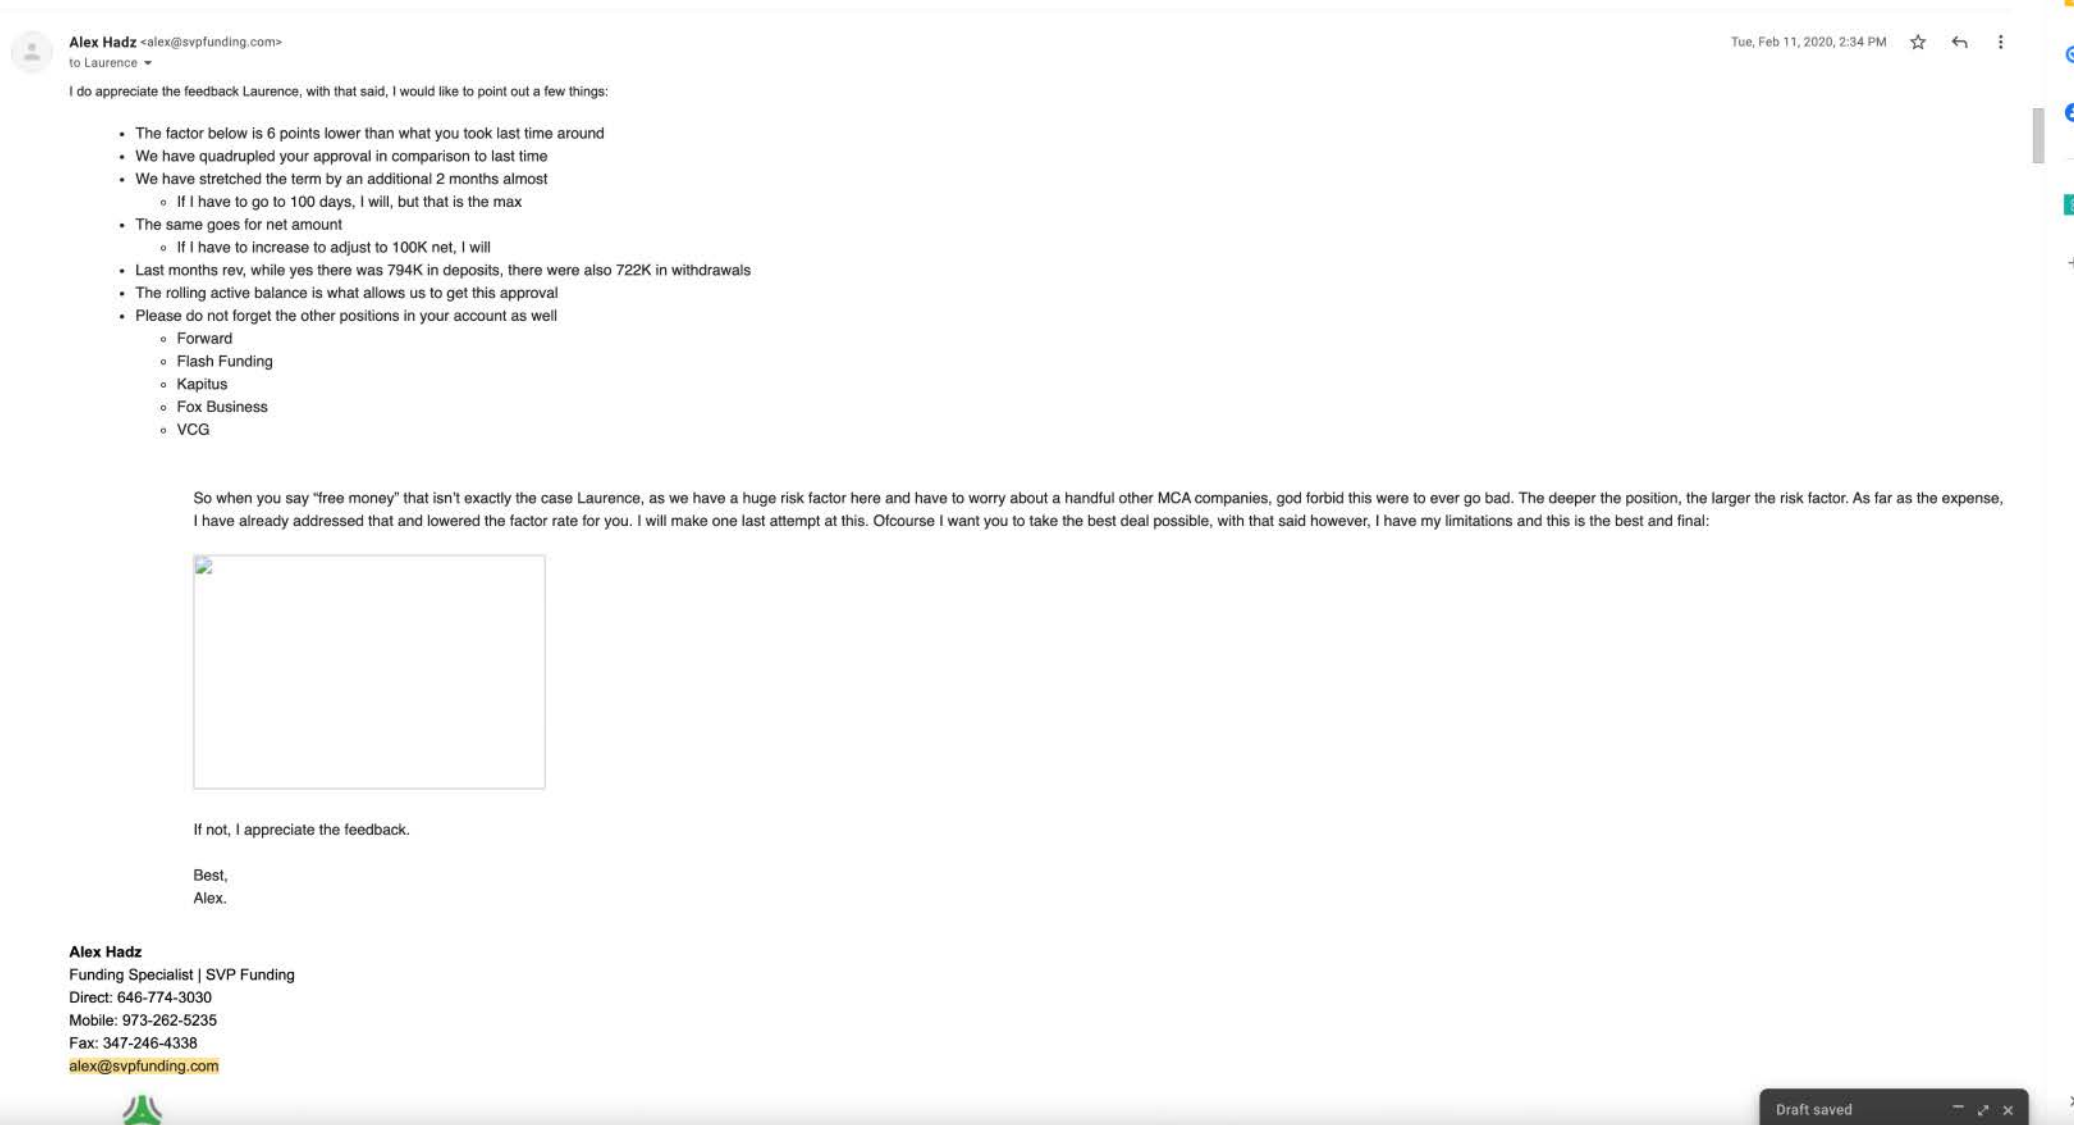 Alex Hadz <alex@svpfunding.com>
Tue, Feb 11, 2020, 2:34 PM
to Laurence
I do appreciate the feedback Laurence, with that said, I would like to point out a few things:
• The factor below is 6 points lower than what you took last time around
• We have quadrupled your approval in comparison to last time
• We have stretched the term by an additional 2 months almost
◦ If I have to go to 100 days, I will, but that is the max
• The same goes for net amount
◦ If I have to increase to adjust to 100K net, I will
• Last months rev, while yes there was 794K in deposits, there were also 722K in withdrawals
• The rolling active balance is what allows us to get this approval
• Please do not forget the other positions in your account as well
◦ Forward
◦ Flash Funding
◦ Kapitus
◦ Fox Business
◦ VCG
So when you say “free money” that isn't exactly the case Laurence, as we have a huge risk factor here and have to worry about a handful other MCA companies, god forbid this were to ever go bad. The deeper the position, the larger the risk factor. As far as the expense,
I have already addressed that and lowered the factor rate for you. I will make one last attempt at this. Ofcourse I want you to take the best deal possible, with that said however, I have my limitations and this is the best and final:
If not, I appreciate the feedback.
Best,
Alex.
Alex Hadz
Funding Specialist | SVP Funding
Direct: 646-774-3030
Mobile: 973-262-5235
Fax: 347-246-4338
alex@svpfunding.com
Draft saved